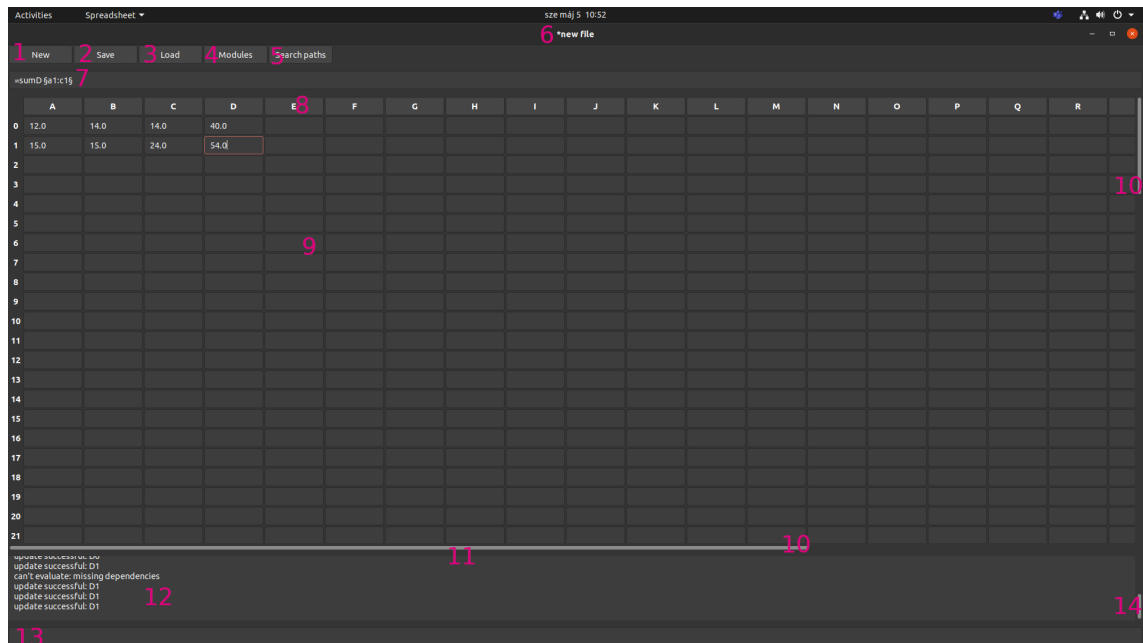 Activities Spreadsheet sze máj 5 10:52
6 *new file
1 New 2 Save 3 Load 4 Modules 5 Search paths
=sumD §a1:c1§ 7
8
A B C D E F G H I J K L M N O P Q R
0 12.0 14.0 14.0 40.0
1 15.0 15.0 24.0 54.0
2
3
10
4
5
6
9
7
8
9
10
11
12
13
14
15
16
17
18
19
20
21
10
11
update successful: D0
update successful: D1
can't evaluate: missing dependencies
update successful: D1
update successful: D1
update successful: D1
12
14
13